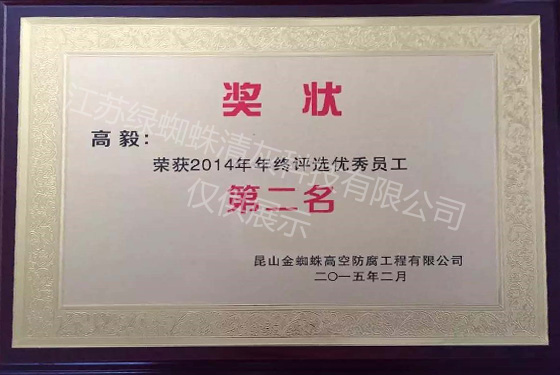 奖状
高毅：
荣获2014年年终评选优秀员工
第二名
昆山金蜘蛛高空防腐工程有限公司
二〇一五年二月
江苏绿蜘蛛清灰科技有限公司
仅供展示